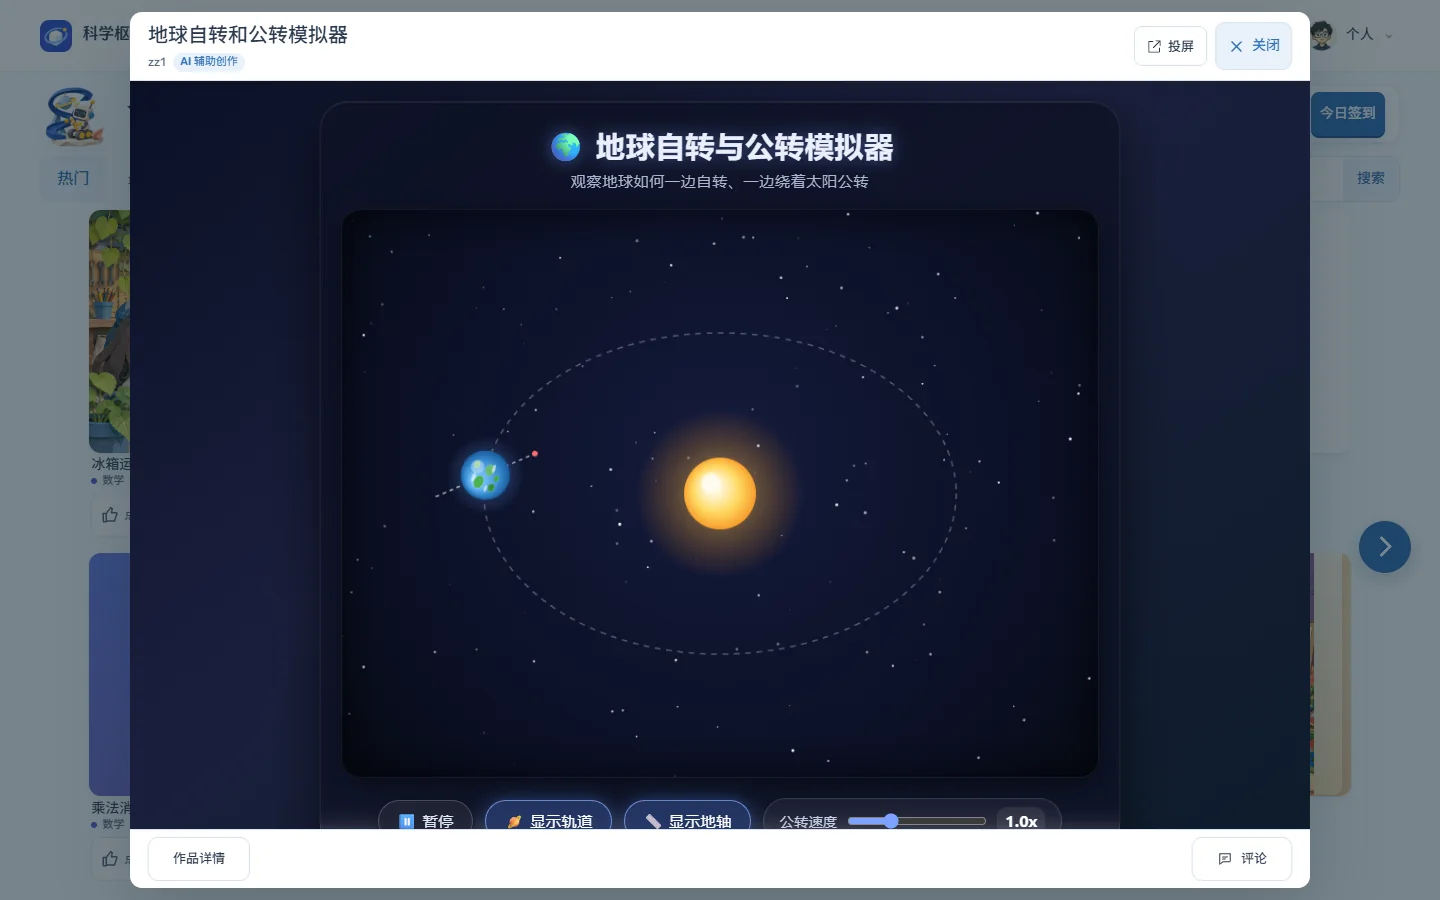 科学枢
地球自转和公转模拟器
zz1 AI 辅助创作
投屏
关闭
个人
今日签到
热门
搜索
地球自转与公转模拟器
观察地球如何一边自转、一边绕着太阳公转
冰箱运
数学
乘法消
数学
暂停
显示轨道
显示地轴
公转速度
1.0x
作品详情
评论